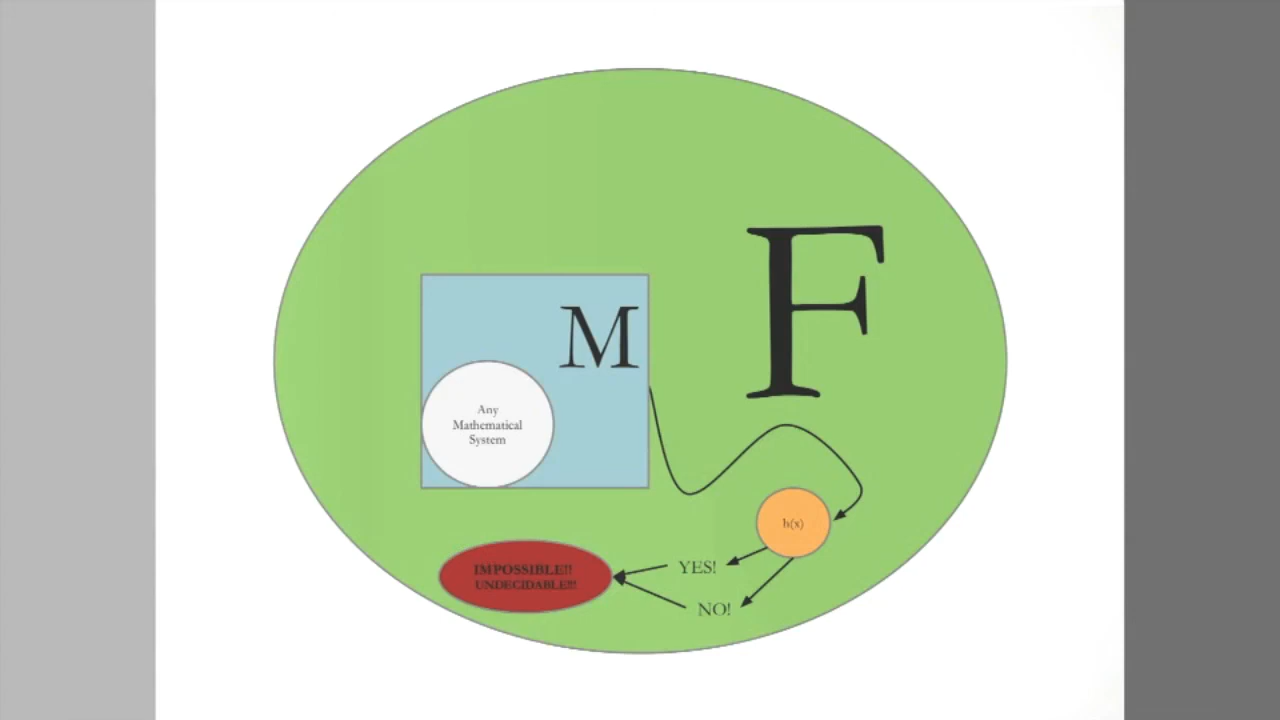 F
M
Any
Mathematical
System
h(x)
YES!
NO!
IMPOSSIBLE!!
UNDECIDABLE!!!